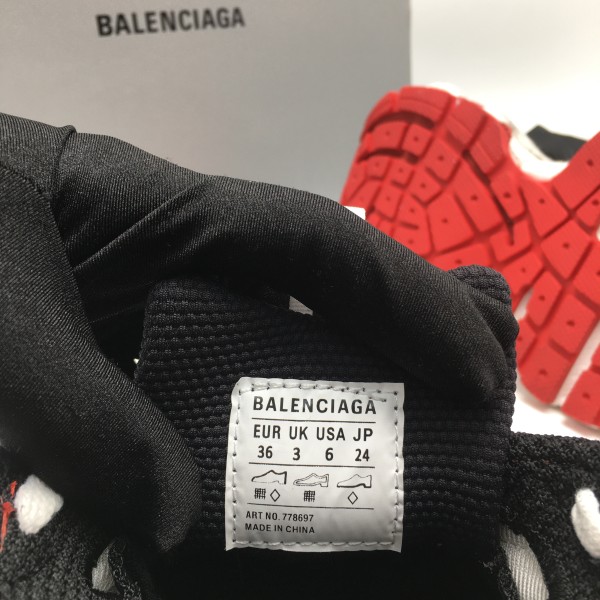 BALENCIAGA
BALENCIAGA
EUR UK USA JP
36 3 6 24
ART NO.778697
MADE IN CHINA